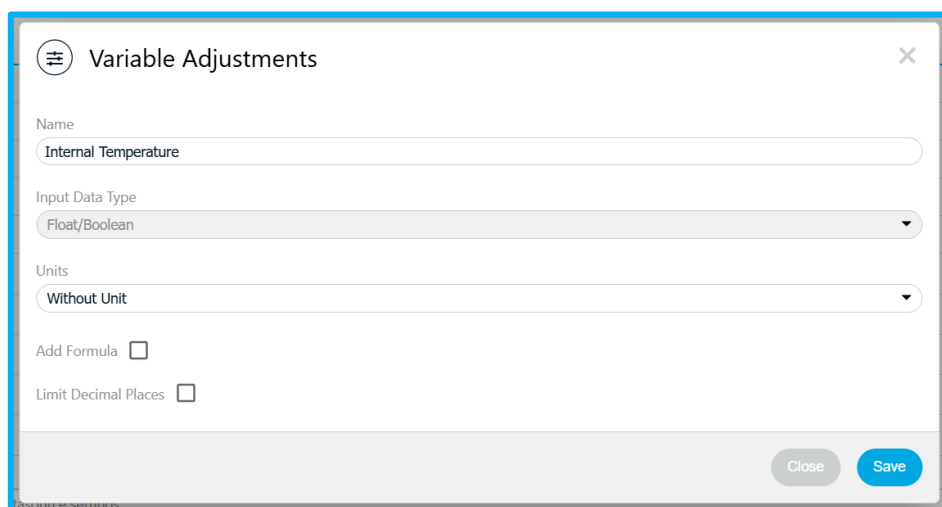 Variable Adjustments
Name
Internal Temperature
Input Data Type
Float/Boolean
Units
Without Unit
Add Formula
Limit Decimal Places
Close Save